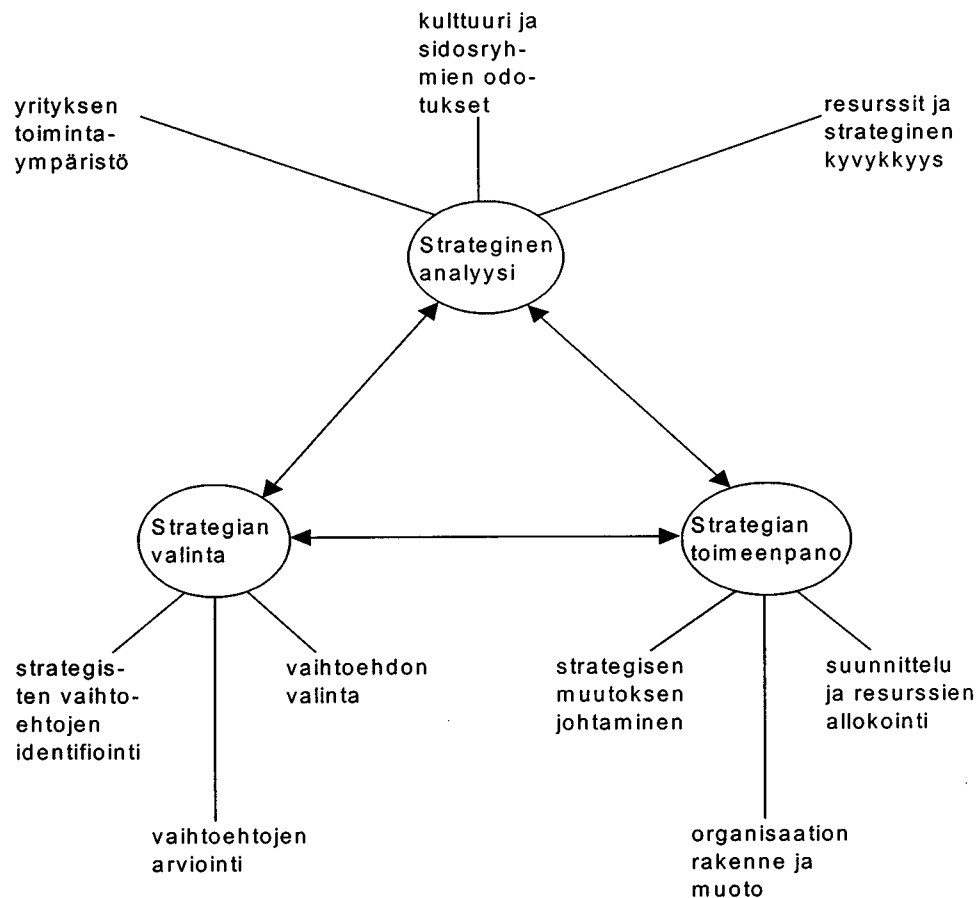 kulttuuri ja
sidosryh-
mien odo-
tukset
yrityksen
toiminta-
ympäristö
resurssit ja
strateginen
kyvykkyys
Strateginen
analyysi
Strategian
valinta
Strategian
toimeenpano
strategis-
ten vaihto-
ehtojen
identifiointi
vaihtoehdon
valinta
strategisen
muutoksen
johtaminen
suunnittelu
ja resurssien
allokointi
vaihtoehtojen
arviointi
organisaation
rakenne ja
muoto